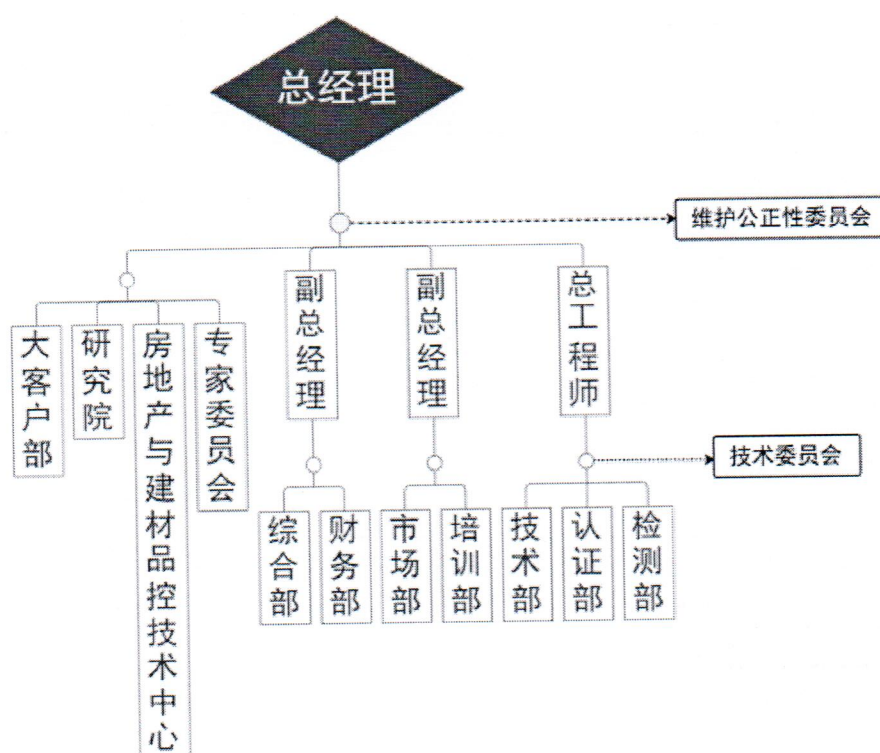 总经理
维护公正性委员会
大客户部
研究院
房地产与建材品控技术中心
专家委员会
副总经理
副总经理
总工程师
技术委员会
综合部
财务部
市场部
培训部
技术部
认证部
检测部